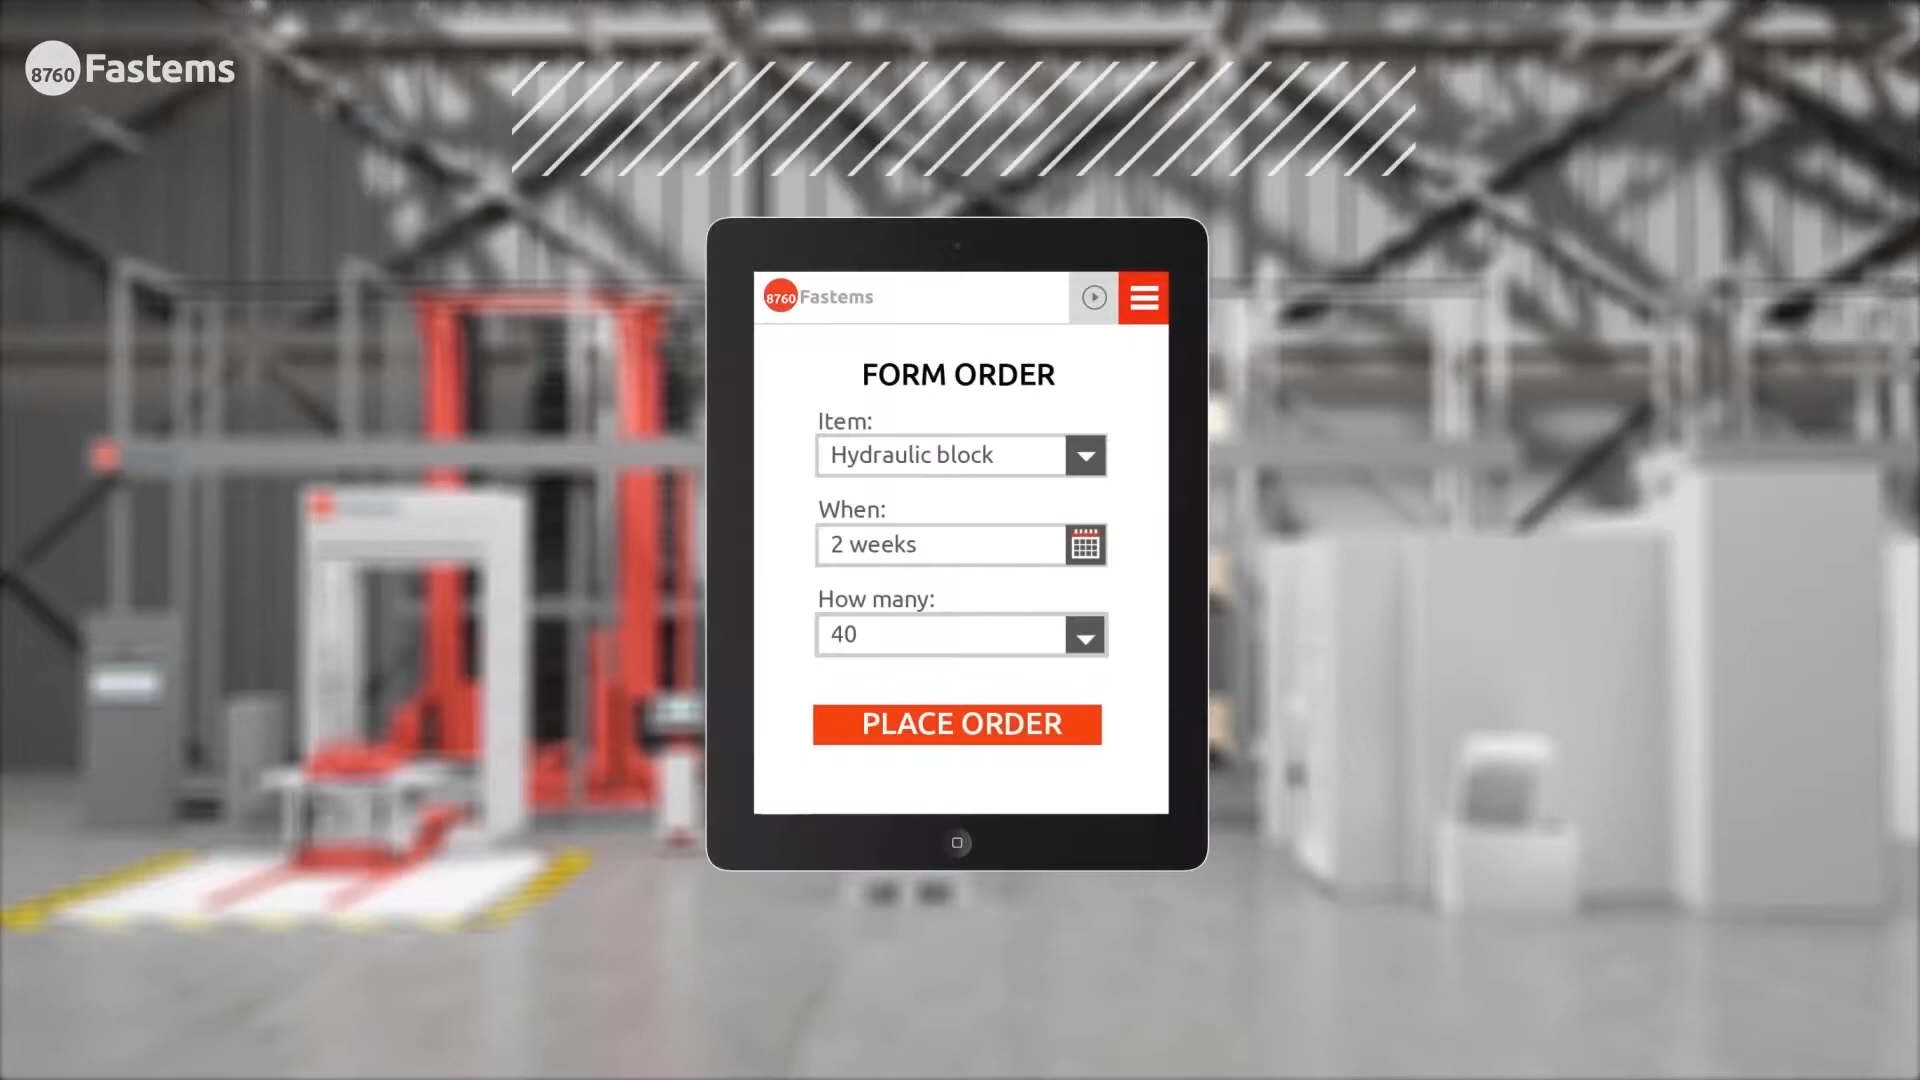 8760 Fastems
8760 Fastems
FORM ORDER
Item:
Hydraulic block
When:
2 weeks
How many:
40
PLACE ORDER